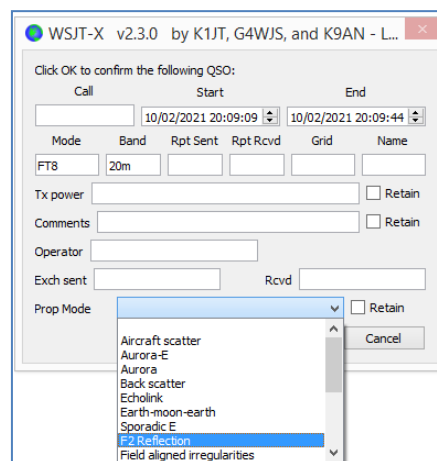 WSJT-X v2.3.0 by K1JT, G4WJS, and K9AN - L...
Click OK to confirm the following QSO:
Call Start End
10/02/2021 20:09:09 10/02/2021 20:09:44
Mode Band Rpt Sent Rpt Rcvd Grid Name
FT8 20m
Tx power Retain
Comments Retain
Operator
Exch sent Rcvd
Prop Mode Retain
Cancel
Aircraft scatter
Aurora-E
Aurora
Back scatter
Echolink
Earth-moon-earth
Sporadic E
F2 Reflection
Field aligned irregularities